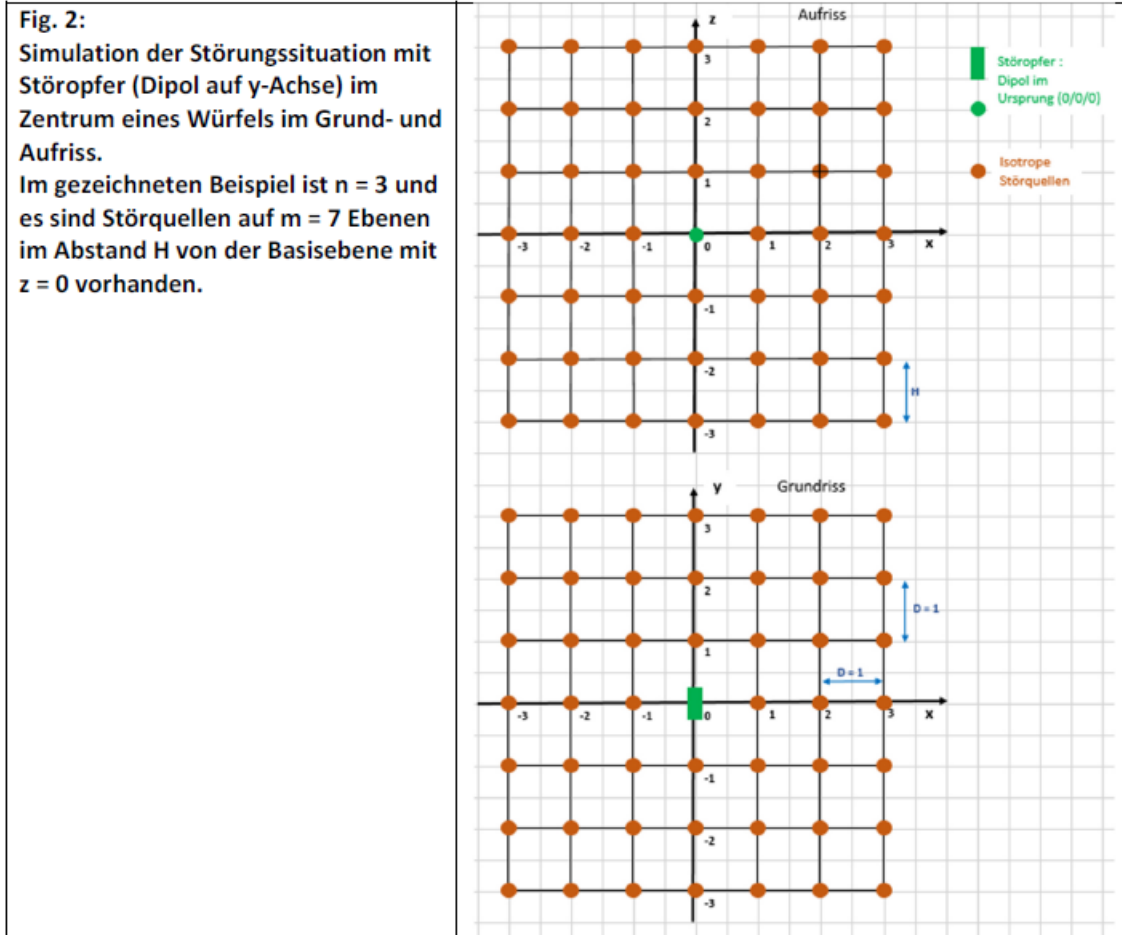 Fig. 2:
Simulation der Störungssituation mit
Störopfer (Dipol auf y-Achse) im
Zentrum eines Würfels im Grund- und
Aufriss.
Im gezeichneten Beispiel ist n = 3 und
es sind Störquellen auf m = 7 Ebenen
im Abstand H von der Basisebene mit
z = 0 vorhanden.
z
Aufriss
3
2
1
-3 -2 -1 0 1 2 3 x
-1
-2
-3
H
Störopfer :
Dipol im
Ursprung (0/0/0)
Isotrope
Störquellen
y
Grundriss
3
2
D = 1
1
D = 1
-3 -2 -1 0 1 2 3 x
-1
-2
-3